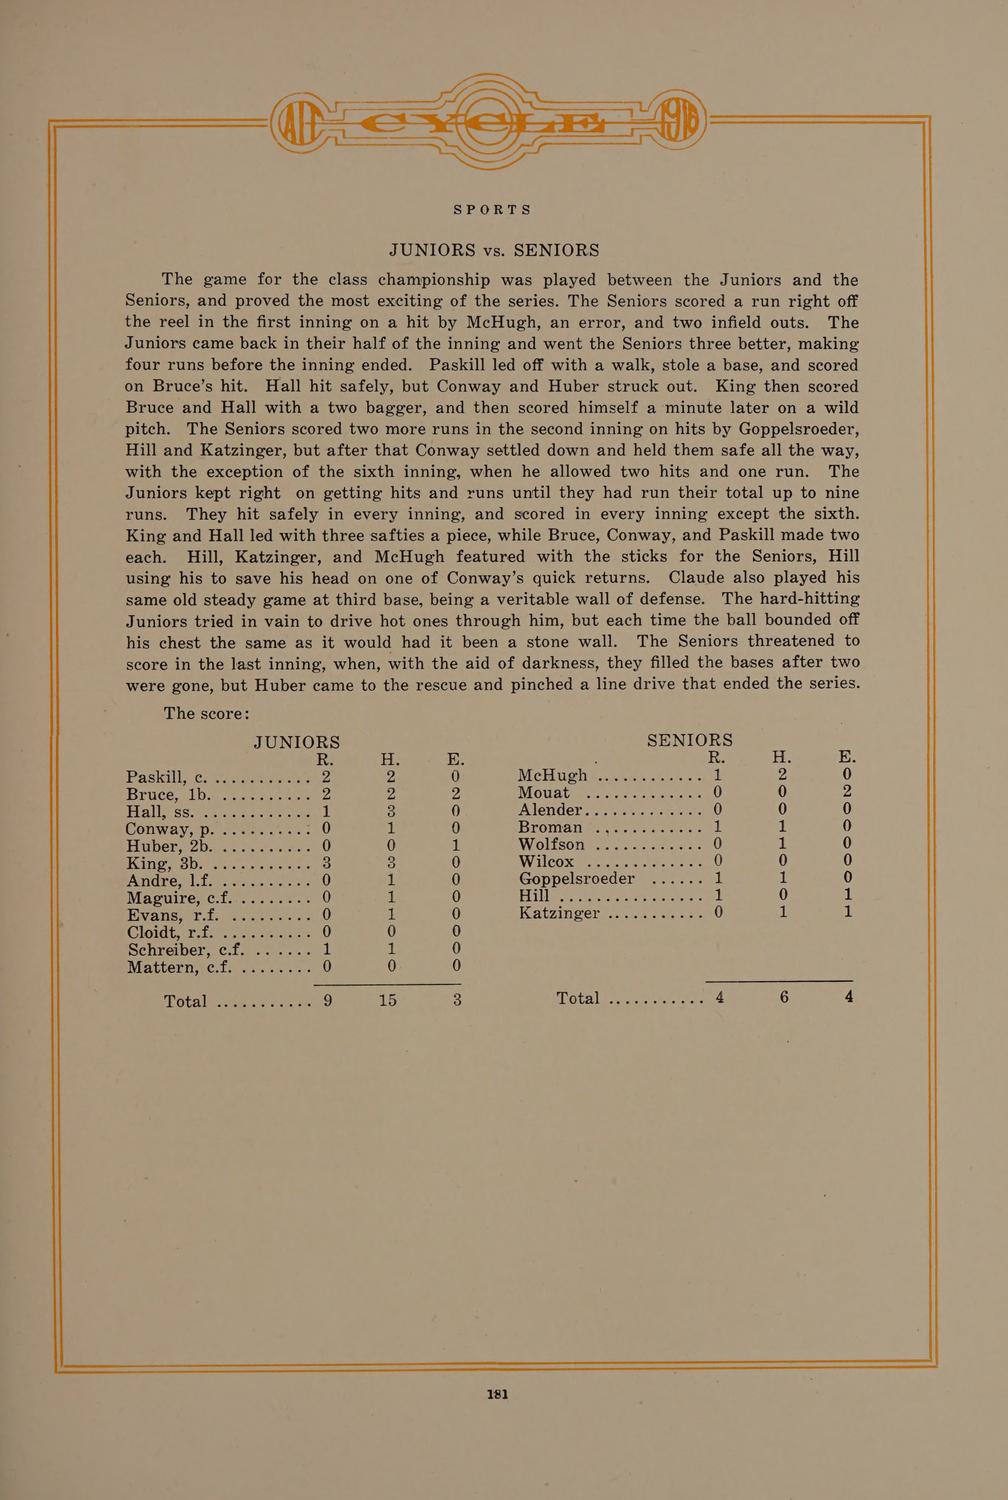 AIT CYCLE 1916
SPORTS
JUNIORS vs. SENIORS
The game for the class championship was played between the Juniors and the
Seniors, and proved the most exciting of the series. The Seniors scored a run right off
the reel in the first inning on a hit by McHugh, an error, and two infield outs. The
Juniors came back in their half of the inning and went the Seniors three better, making
four runs before the inning ended. Paskill led off with a walk, stole a base, and scored
on Bruce's hit. Hall hit safely, but Conway and Huber struck out. King then scored
Bruce and Hall with a two bagger, and then scored himself a minute later on a wild
pitch. The Seniors scored two more runs in the second inning on hits by Goppelsroeder,
Hill and Katzinger, but after that Conway settled down and held them safe all the way,
with the exception of the sixth inning, when he allowed two hits and one run. The
Juniors kept right on getting hits and runs until they had run their total up to nine
runs. They hit safely in every inning, and scored in every inning except the sixth.
King and Hall led with three safties a piece, while Bruce, Conway, and Paskill made two
each. Hill, Katzinger, and McHugh featured with the sticks for the Seniors, Hill
using his to save his head on one of Conway's quick returns. Claude also played his
same old steady game at third base, being a veritable wall of defense. The hard-hitting
Juniors tried in vain to drive hot ones through him, but each time the ball bounded off
his chest the same as it would had it been a stone wall. The Seniors threatened to
score in the last inning, when, with the aid of darkness, they filled the bases after two
were gone, but Huber came to the rescue and pinched a line drive that ended the series.
The score:
JUNIORS
R. H. E.
Paskill, c. ............ 2 2 0
Bruce, 1b. .......... 2 2 2
Hall, ss. ............ 1 3 0
Conway, p. .......... 0 1 0
Huber, 2b. .......... 0 0 1
King, 3b. ........... 3 3 0
Andre, l.f. .......... 0 1 0
Maguire, c.f. ........ 0 1 0
Evans, r.f. ......... 0 1 0
Cloidt, r.f. .......... 0 0 0
Schreiber, c.f. ....... 1 1 0
Mattern, c.f. ........ 0 0 0
Total ........... 9 15 3
SENIORS
R. H. E.
McHugh ............ 1 2 0
Mouat ............. 0 0 2
Alender............. 0 0 0
Broman ............ 1 1 0
Wolfson ............ 0 1 0
Wilcox ............. 0 0 0
Goppelsroeder ...... 1 1 0
Hill ................ 1 0 1
Katzinger ........... 0 1 1
Total ........... 4 6 4
181